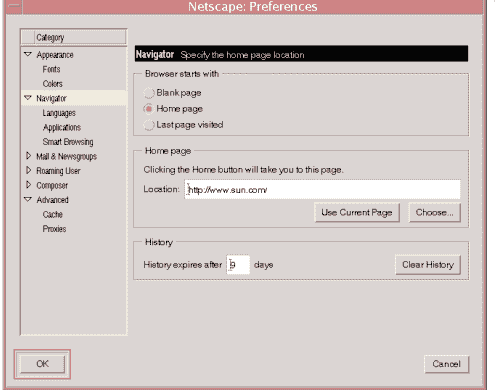 Netscape: Preferences
Category
Appearance
Fonts
Colors
Navigator
Languages
Applications
Smart Browsing
Mail & Newsgroups
Roaming User
Composer
Advanced
Cache
Proxies
Navigator Specify the home page location
Browser starts with
Blank page
Home page
Last page visited
Home page
Clicking the Home button will take you to this page.
Location: http://www.sun.com/
Use Current Page Choose...
History
History expires after 9 days Clear History
OK Cancel